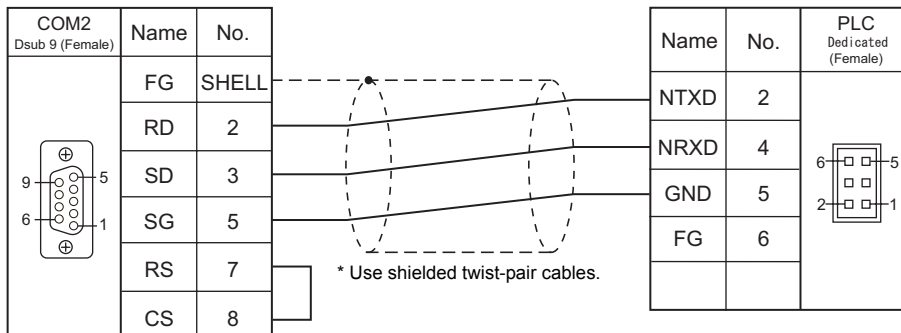 COM2
Dsub 9 (Female)
Name No.
FG SHELL
RD 2
SD 3
SG 5
RS 7
CS 8
9 5
6 1
* Use shielded twist-pair cables.
Name No.
PLC
Dedicated
(Female)
NTXD 2
NRXD 4
GND 5
FG 6
6 5
2 1